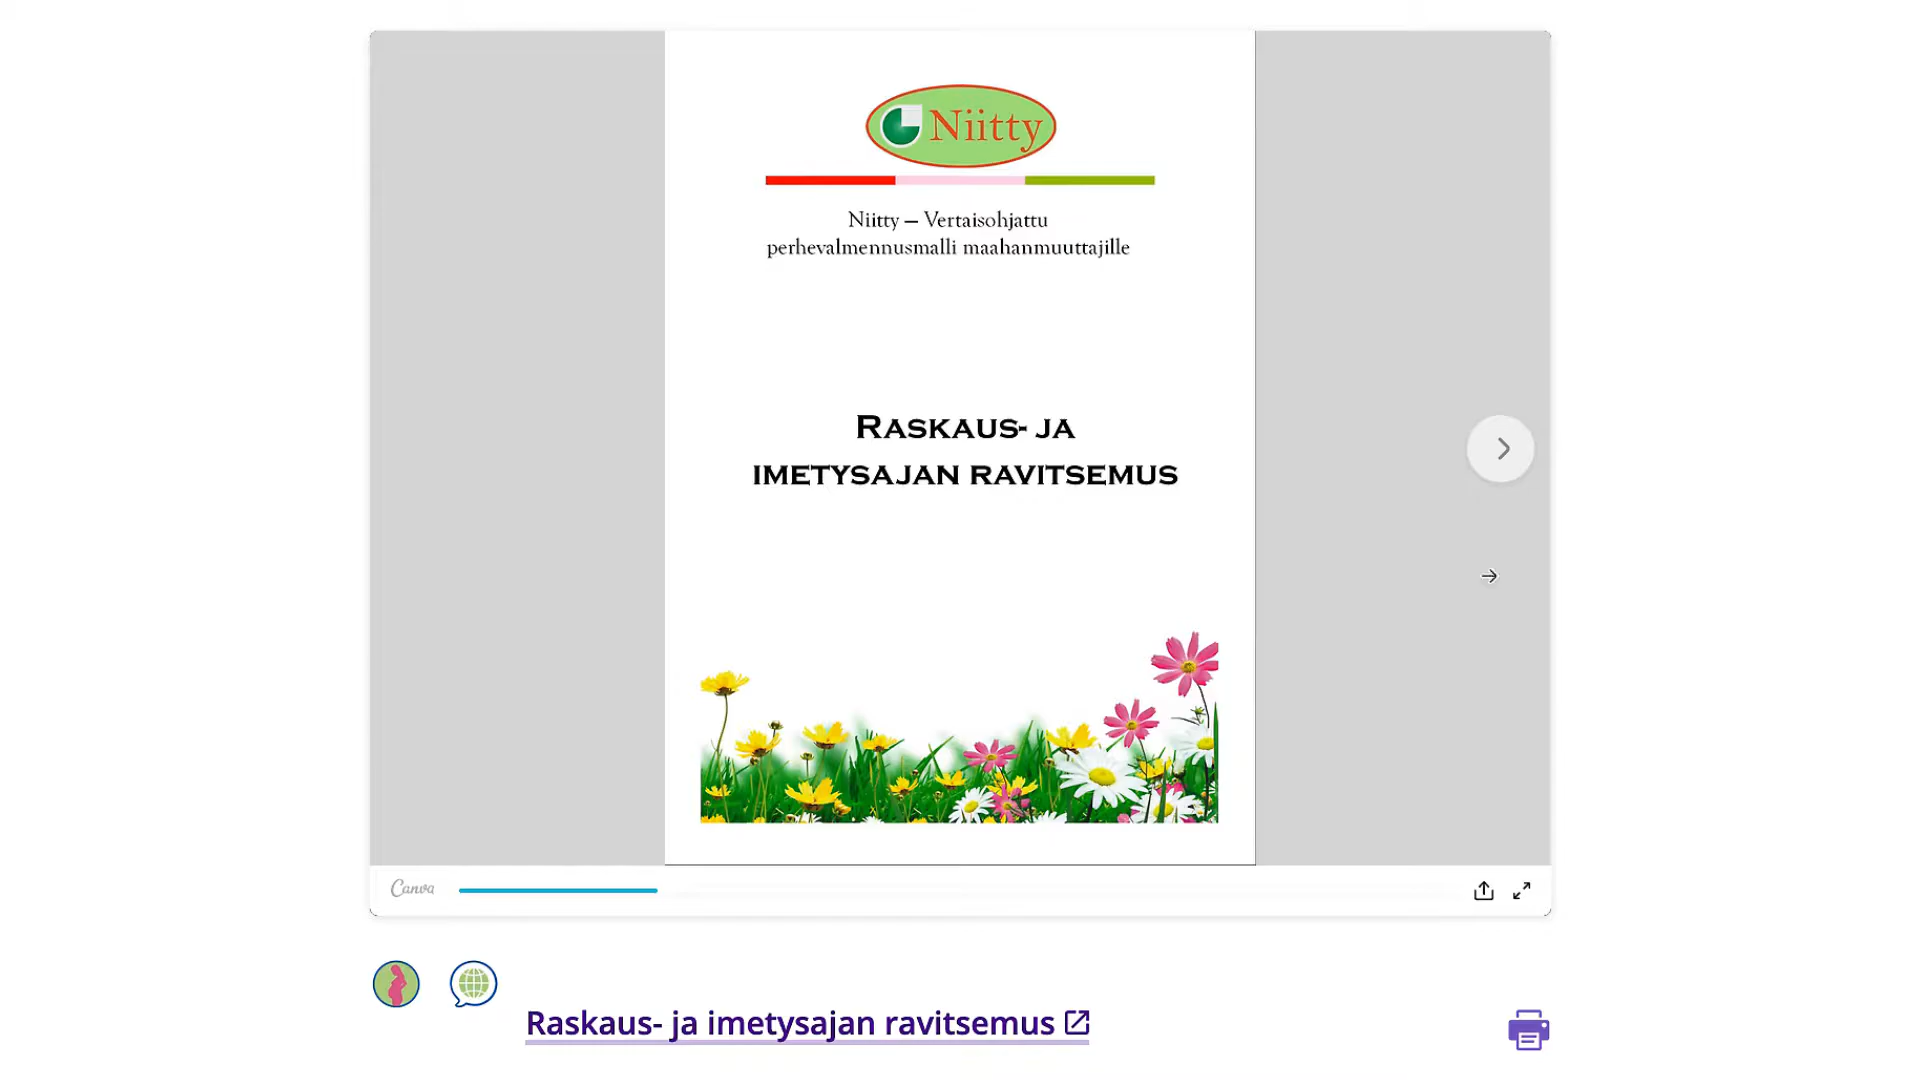 Niitty
Niitty – Vertaisohjattu
perhevalmennusmalli maahanmuuttajille
RASKAUS- JA
IMETYSAJAN RAVITSEMUS
Canva
Raskaus- ja imetysajan ravitsemus